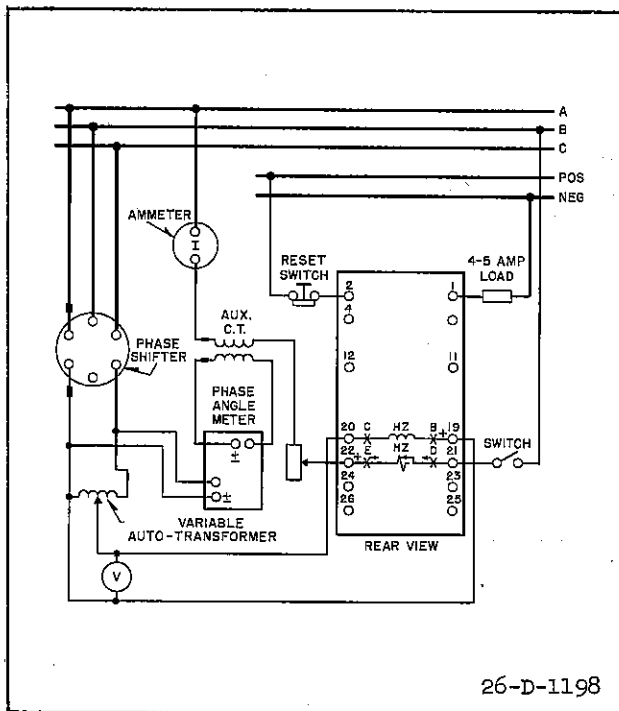 A
B
C
POS
NEG
AMMETER
I
RESET
SWITCH
4-5 AMP
LOAD
2
1
4
AUX.
C.T.
12
11
PHASE
SHIFTER
PHASE
ANGLE
METER
±
±
20 C HZ B + 19
22 + E HZ D 21
SWITCH
24
23
26
25
VARIABLE
AUTO-TRANSFORMER
REAR VIEW
V
26-D-1198